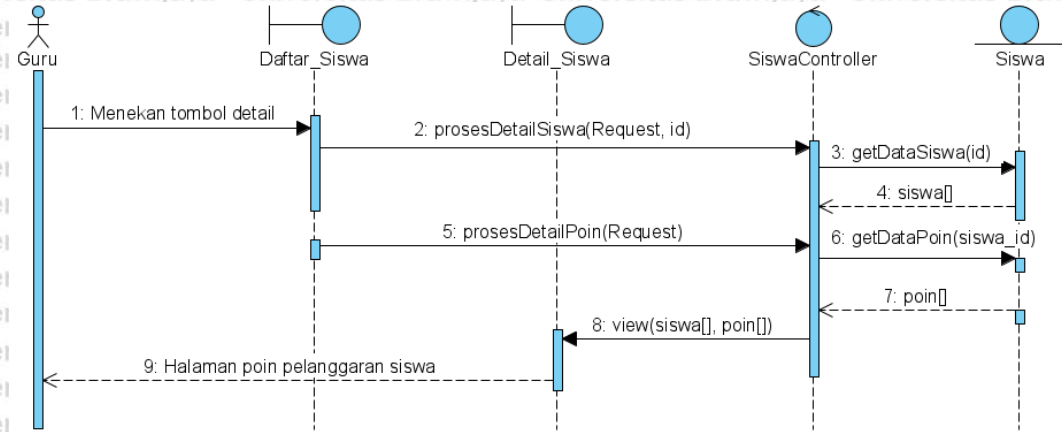 Guru
Daftar_Siswa
Detail_Siswa
SiswaController
Siswa
1: Menekan tombol detail
2: prosesDetailSiswa(Request, id)
3: getDataSiswa(id)
4: siswa[]
5: prosesDetailPoin(Request)
6: getDataPoin(siswa_id)
7: poin[]
8: view(siswa[], poin[])
9: Halaman poin pelanggaran siswa